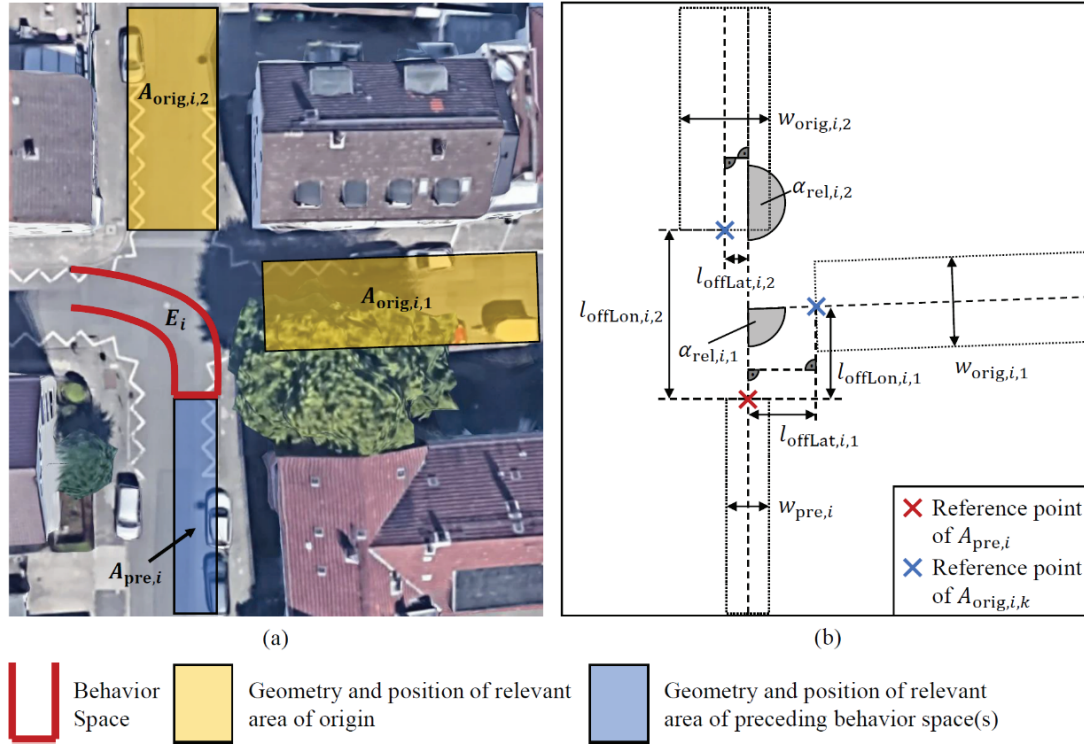 A_orig,i,2
A_orig,i,1
E_i
A_pre,i
(a)
w_orig,i,2
α_rel,i,2
l_offLat,i,2
l_offLon,i,2
α_rel,i,1
l_offLon,i,1
w_orig,i,1
l_offLat,i,1
w_pre,i
Reference point
of A_pre,i
Reference point
of A_orig,i,k
(b)
Behavior
Space
Geometry and position of relevant
area of origin
Geometry and position of relevant
area of preceding behavior space(s)